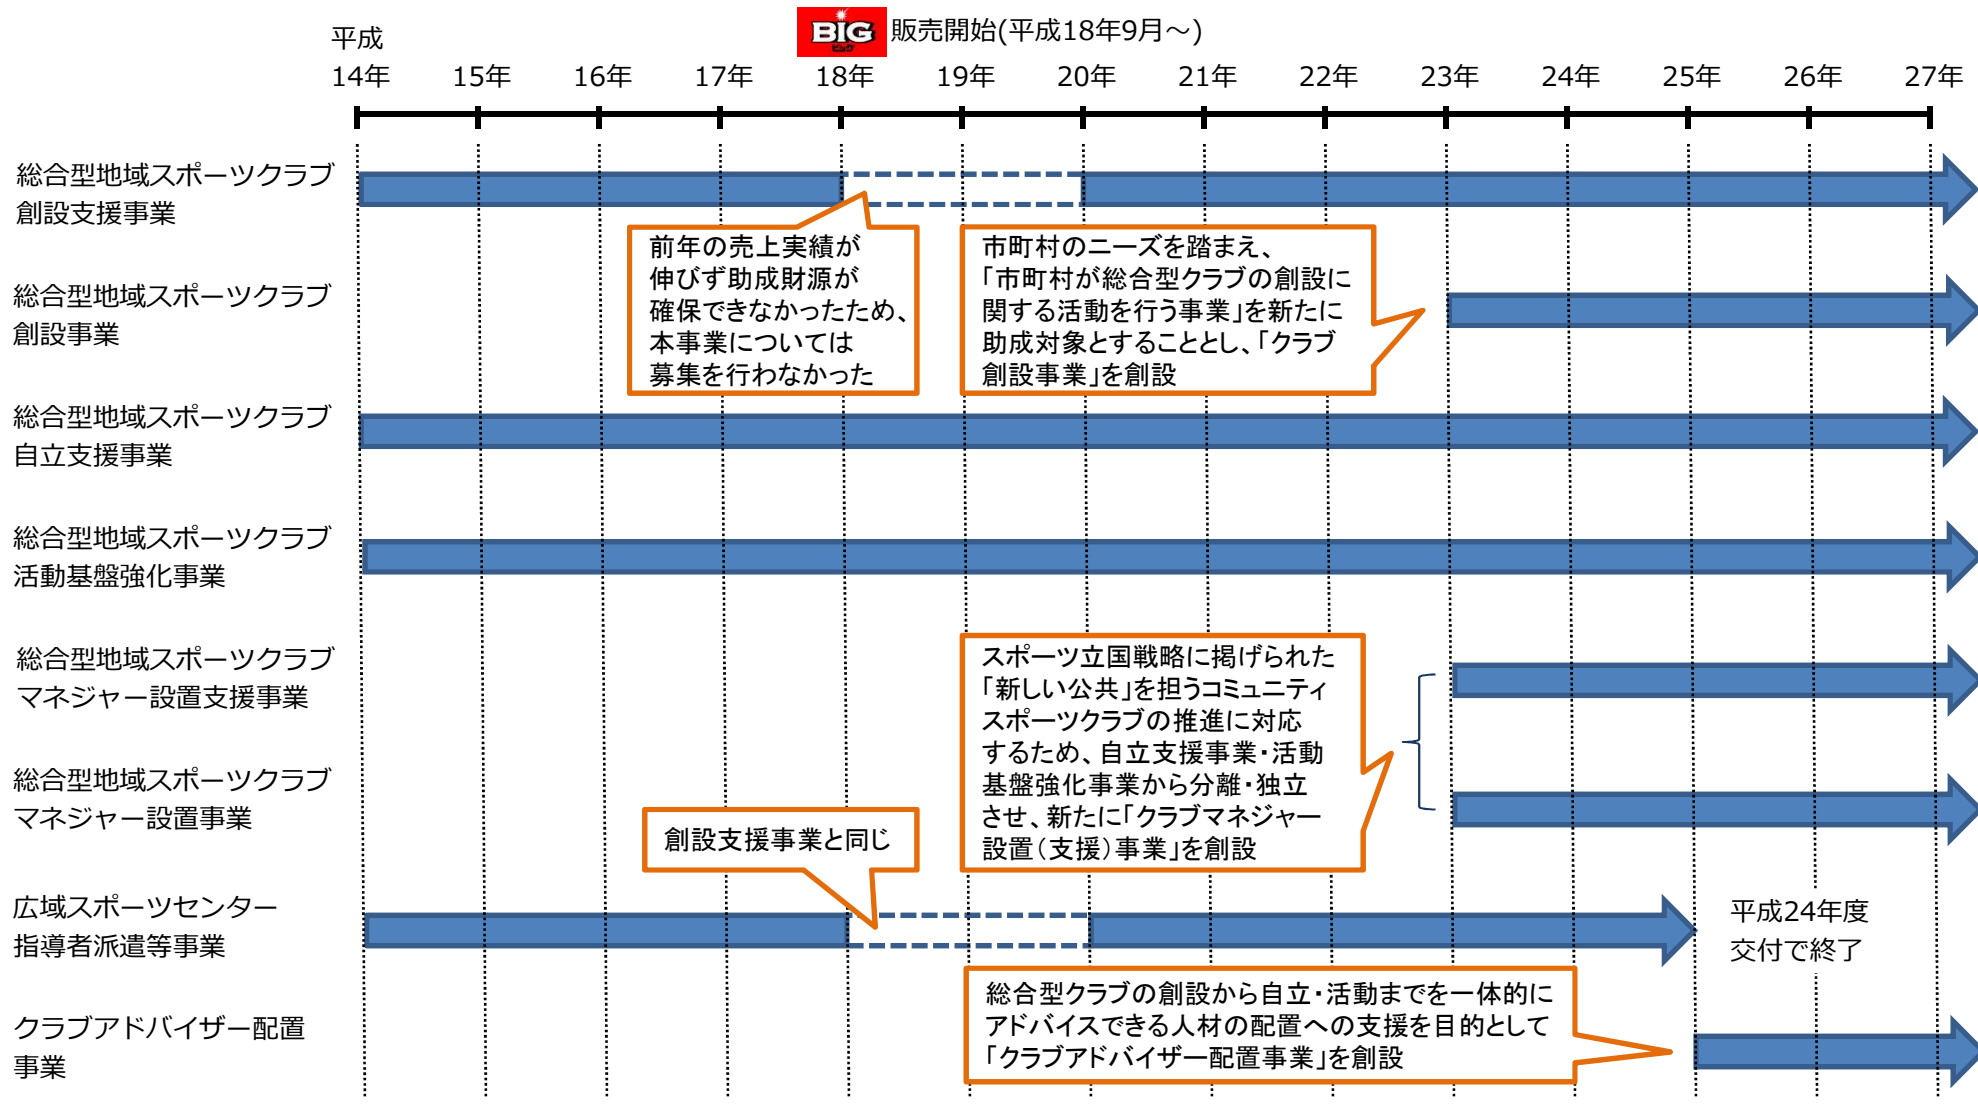 平成
BIG
ビッグ
販売開始(平成18年9月～)
14年 15年 16年 17年 18年 19年 20年 21年 22年 23年 24年 25年 26年 27年
総合型地域スポーツクラブ
創設支援事業
前年の売上実績が
伸びず助成財源が
確保できなかったため、
本事業については
募集を行わなかった
市町村のニーズを踏まえ、
「市町村が総合型クラブの創設に
関する活動を行う事業」を新たに
助成対象とすることとし、「クラブ
創設事業」を創設
総合型地域スポーツクラブ
創設事業
総合型地域スポーツクラブ
自立支援事業
総合型地域スポーツクラブ
活動基盤強化事業
総合型地域スポーツクラブ
マネジャー設置支援事業
スポーツ立国戦略に掲げられた
「新しい公共」を担うコミュニティ
スポーツクラブの推進に対応
するため、自立支援事業・活動
基盤強化事業から分離・独立
させ、新たに「クラブマネジャー
設置（支援）事業」を創設
総合型地域スポーツクラブ
マネジャー設置事業
創設支援事業と同じ
広域スポーツセンター
指導者派遣等事業
平成24年度
交付で終了
総合型クラブの創設から自立・活動までを一体的に
アドバイスできる人材の配置への支援を目的として
「クラブアドバイザー配置事業」を創設
クラブアドバイザー配置
事業